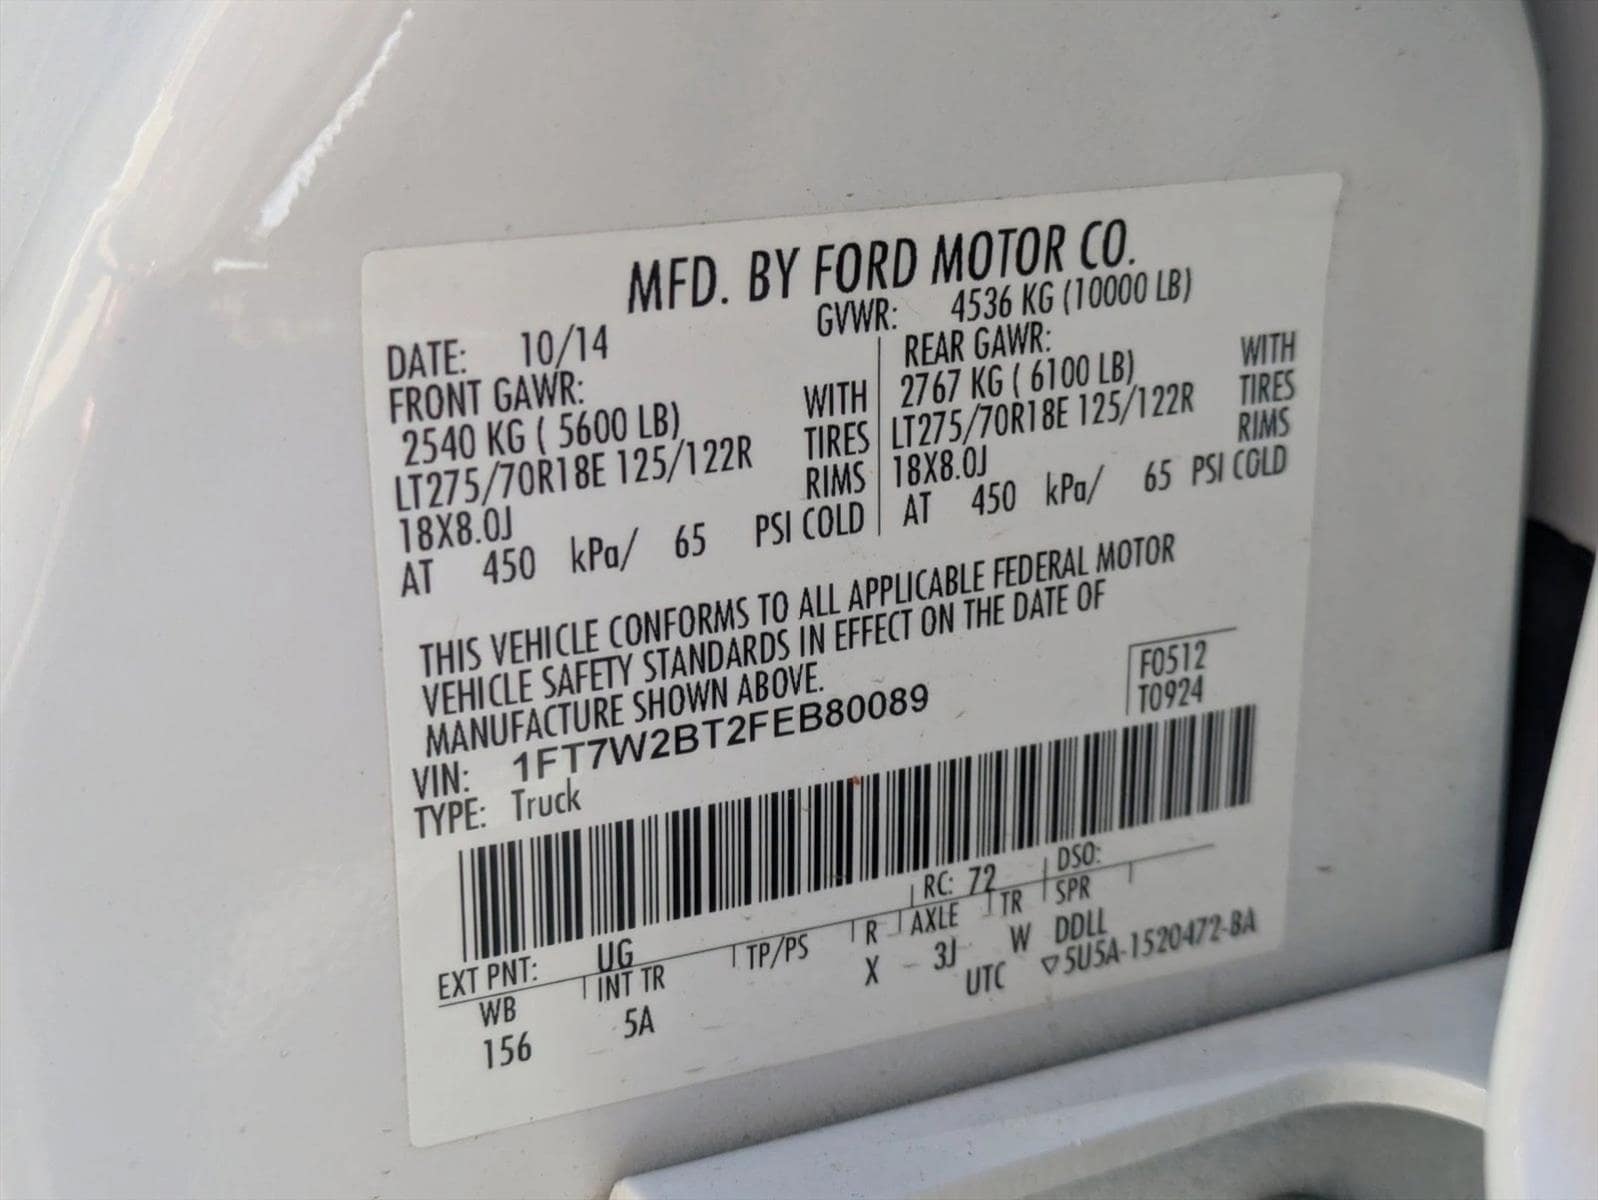 MFD. BY FORD MOTOR CO.
DATE: 10/14 GVWR: 4536 KG (10000 LB)
FRONT GAWR: REAR GAWR:
2540 KG ( 5600 LB) WITH 2767 KG ( 6100 LB) WITH
LT275/70R18E 125/122R TIRES LT275/70R18E 125/122R TIRES
18X8.0J RIMS 18X8.0J RIMS
AT 450 kPa/ 65 PSI COLD AT 450 kPa/ 65 PSI COLD
THIS VEHICLE CONFORMS TO ALL APPLICABLE FEDERAL MOTOR
VEHICLE SAFETY STANDARDS IN EFFECT ON THE DATE OF
MANUFACTURE SHOWN ABOVE.
VIN: 1FT7W2BT2FEB80089 F0512
TYPE: Truck T0924
EXT PNT: UG RC: 72 DSO:
WB INT TR TP/PS R AXLE TR SPR
156 5A X 3J W DDLL
UTC ▽5U5A-1520472-BA